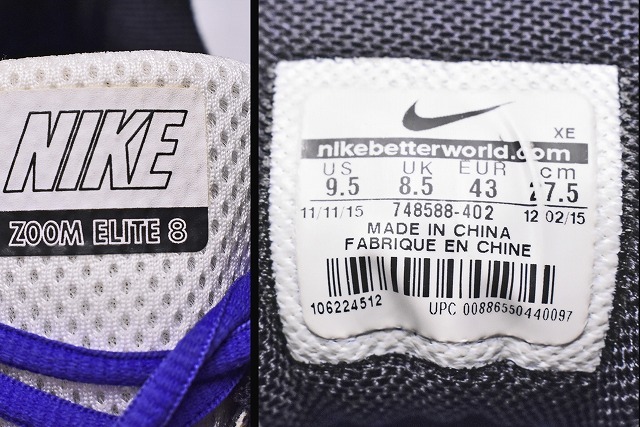 NIKE
ZOOM ELITE 8
XE
nikebetterworld.com
US UK EUR cm
9.5 8.5 43 27.5
11/11/15 748588-402 12/02/15
MADE IN CHINA
FABRIQUE EN CHINE
106224512 UPC 00886550440097